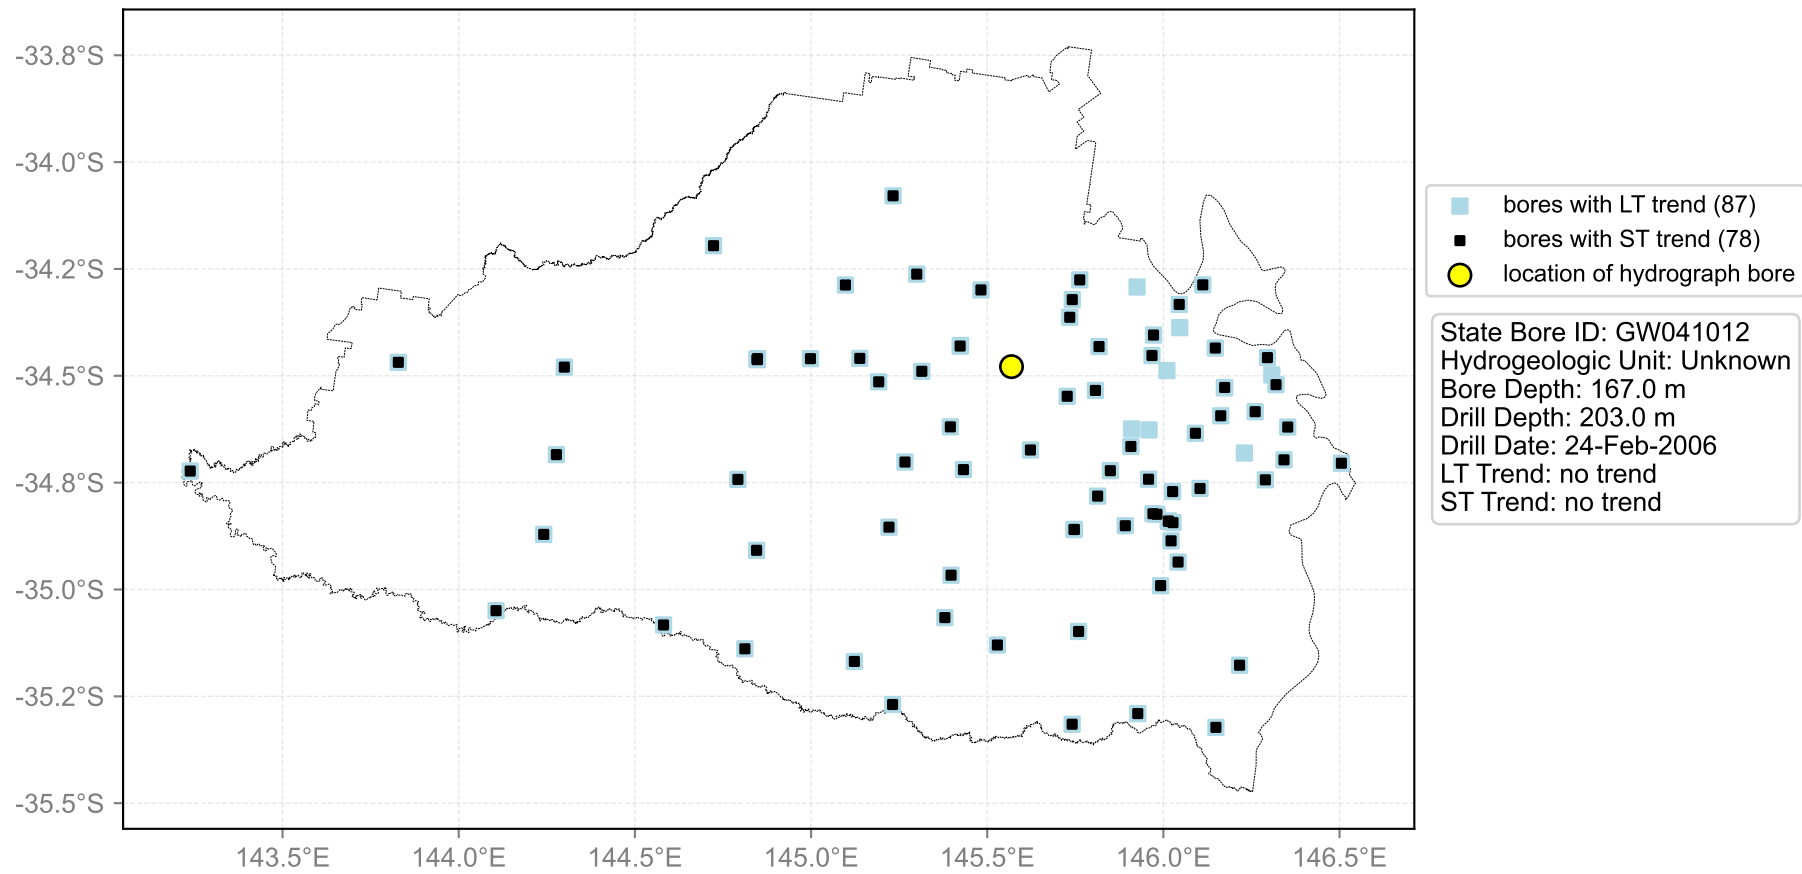 -33.8°S
-34.0°S
-34.2°S
-34.5°S
-34.8°S
-35.0°S
-35.2°S
-35.5°S
143.5°E
144.0°E
144.5°E
145.0°E
145.5°E
146.0°E
146.5°E
bores with LT trend (87)
bores with ST trend (78)
location of hydrograph bore
State Bore ID: GW041012
Hydrogeologic Unit: Unknown
Bore Depth: 167.0 m
Drill Depth: 203.0 m
Drill Date: 24-Feb-2006
LT Trend: no trend
ST Trend: no trend